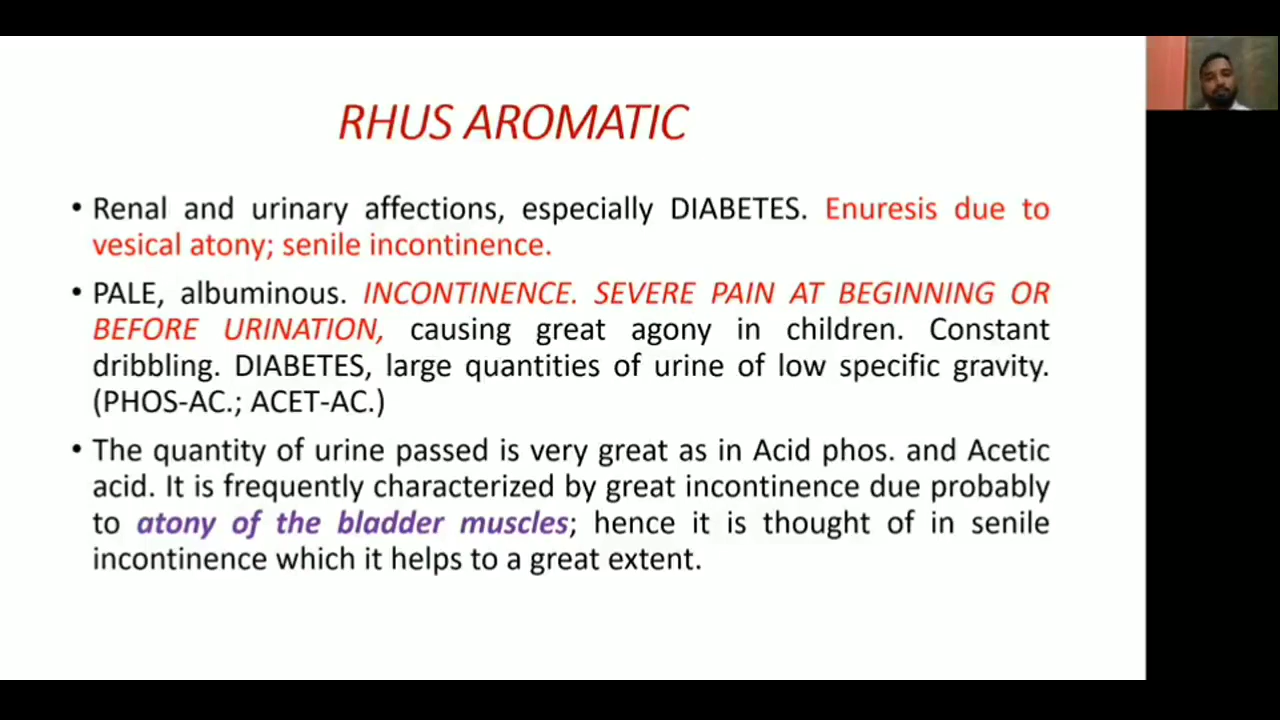 RHUS AROMATIC
• Renal and urinary affections, especially DIABETES. Enuresis due to
vesical atony; senile incontinence.
• PALE, albuminous. INCONTINENCE. SEVERE PAIN AT BEGINNING OR
BEFORE URINATION, causing great agony in children. Constant
dribbling. DIABETES, large quantities of urine of low specific gravity.
(PHOS-AC.; ACET-AC.)
• The quantity of urine passed is very great as in Acid phos. and Acetic
acid. It is frequently characterized by great incontinence due probably
to atony of the bladder muscles; hence it is thought of in senile
incontinence which it helps to a great extent.